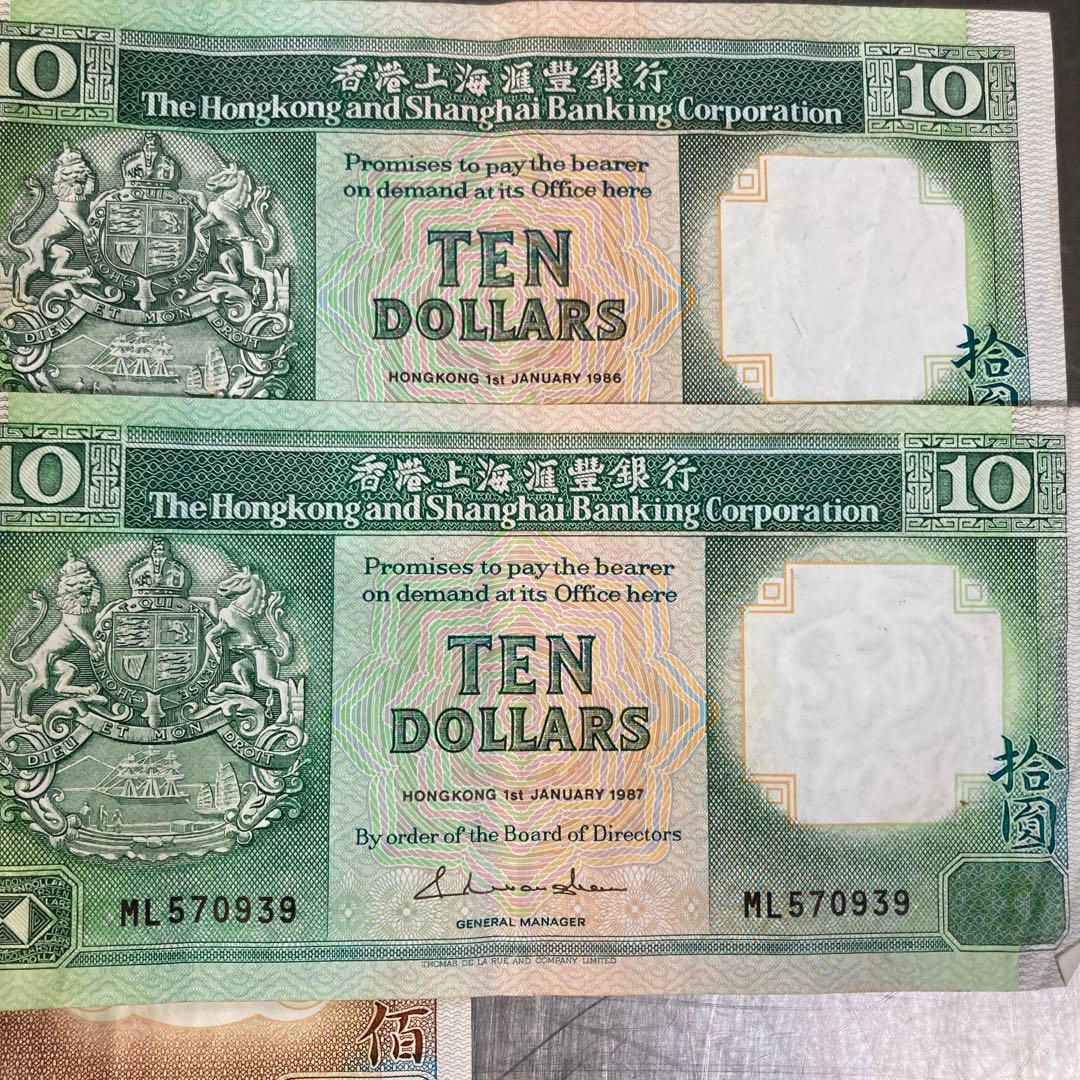 10
香港上海滙豐銀行
10
The Hongkong and Shanghai Banking Corporation
Promises to pay the bearer
on demand at its Office here
TEN
DOLLARS
HONGKONG 1st JANUARY 1986
DIEU ET MON DROIT
拾圓
10
香港上海滙豐銀行
10
The Hongkong and Shanghai Banking Corporation
Promises to pay the bearer
on demand at its Office here
TEN
DOLLARS
HONGKONG 1st JANUARY 1987
DIEU ET MON DROIT
拾圓
By order of the Board of Directors
ML570939
ML570939
GENERAL MANAGER
THOMAS DE LA RUE AND COMPANY LIMITED
佰